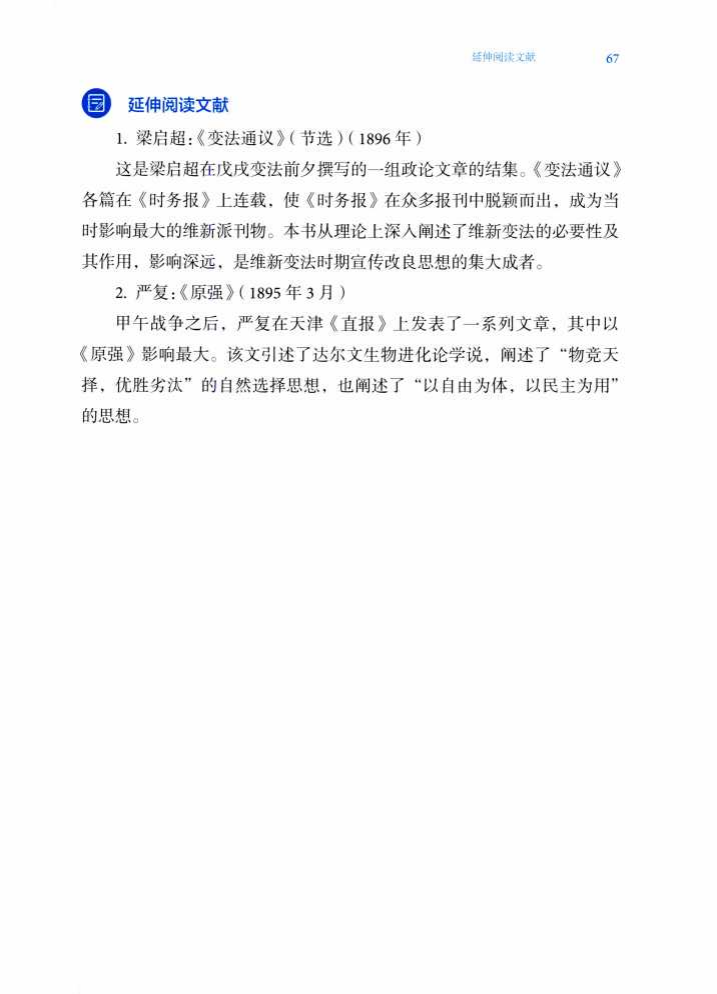 延伸阅读文献 67
延伸阅读文献
1. 梁启超：《变法通议》（节选）（1896 年）
这是梁启超在戊戌变法前夕撰写的一组政论文章的结集。《变法通议》
各篇在《时务报》上连载，使《时务报》在众多报刊中脱颖而出，成为当
时影响最大的维新派刊物。本书从理论上深入阐述了维新变法的必要性及
其作用，影响深远，是维新变法时期宣传改良思想的集大成者。
2. 严复：《原强》（1895 年 3 月）
甲午战争之后，严复在天津《直报》上发表了一系列文章，其中以
《原强》影响最大。该文引述了达尔文生物进化论学说，阐述了“物竞天
择，优胜劣汰”的自然选择思想，也阐述了“以自由为体，以民主为用”
的思想。